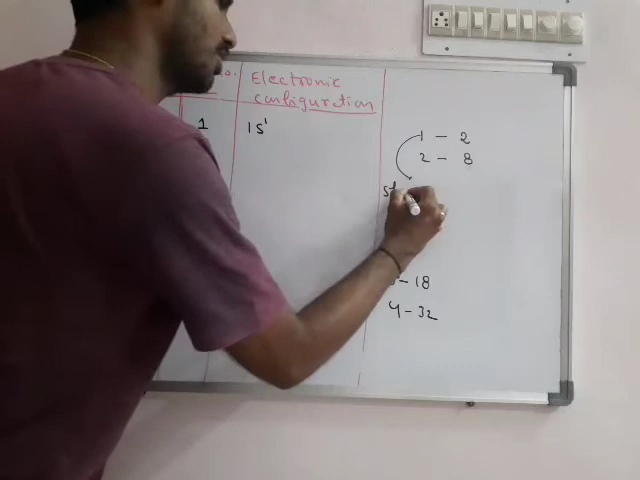 o. Electronic
configuration
1 1s¹
1 - 2
2 - 8
- 18
4 - 32